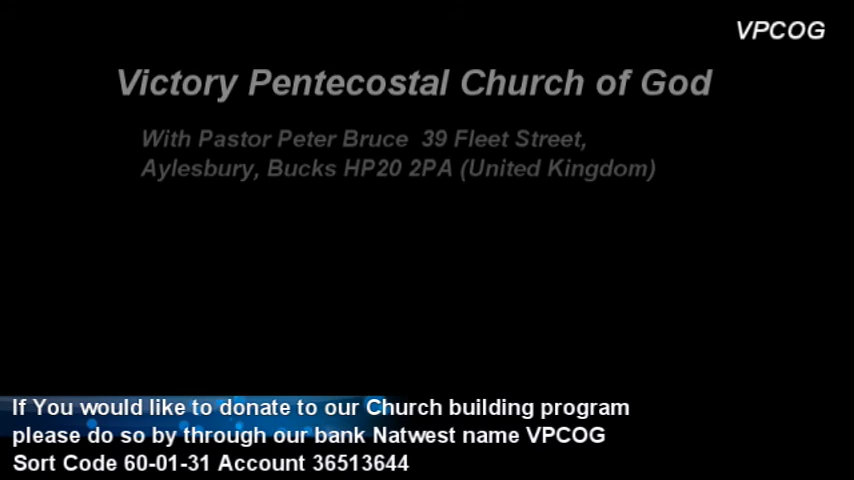 VPCOG
Victory Pentecostal Church of God
With Pastor Peter Bruce 39 Fleet Street,
Aylesbury, Bucks HP20 2PA (United Kingdom)
If You would like to donate to our Church building program
please do so by through our bank Natwest name VPCOG
Sort Code 60-01-31 Account 36513644